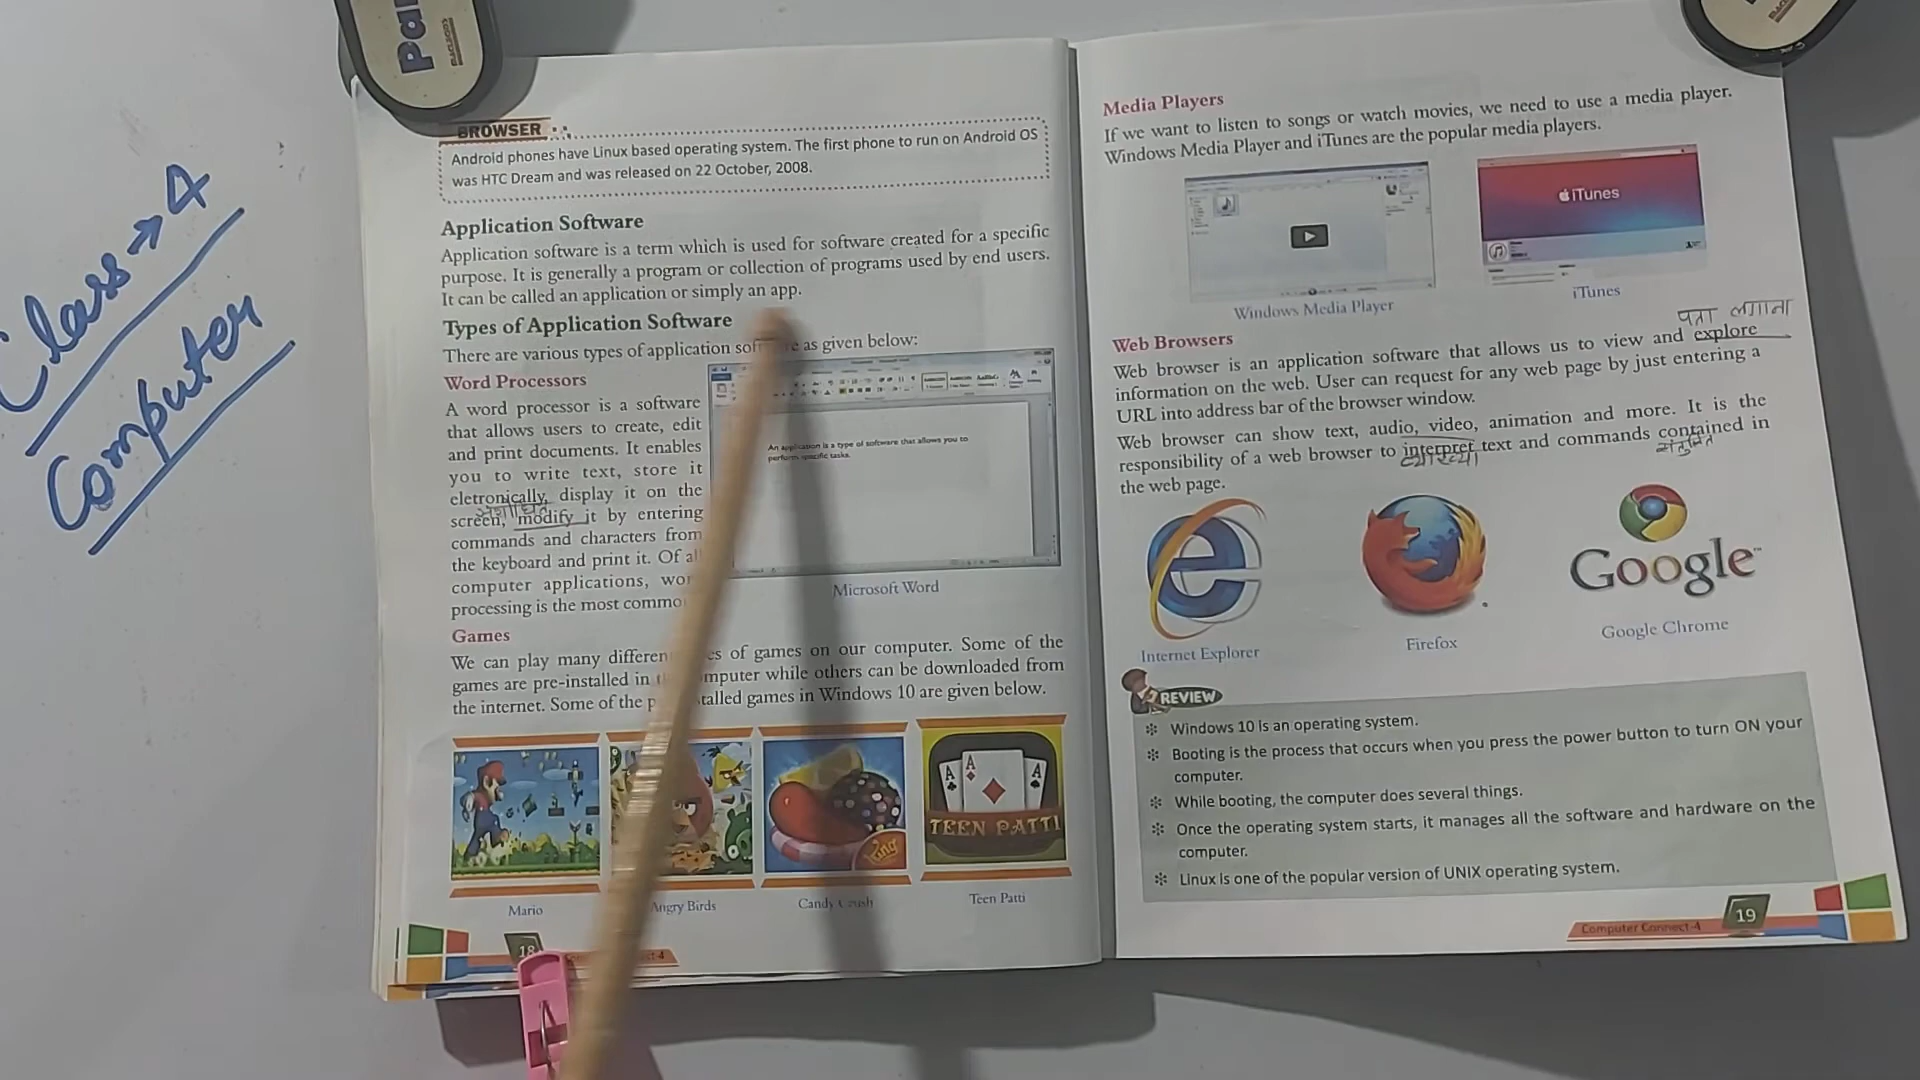 Class → 4
Computer
BROWSER
Android phones have Linux based operating system. The first phone to run on Android OS
was HTC Dream and was released on 22 October, 2008.
Application Software
Application software is a term which is used for software created for a specific
purpose. It is generally a program or collection of programs used by end users.
It can be called an application or simply an app.
Types of Application Software
There are various types of application as given below:
Word Processors
A word processor is a software
that allows users to create, edit
and print documents. It enables
you to write text, store it
eletronically, display it on the
screen, modify it by entering
commands and characters from
the keyboard and print it. Of
computer applications,
processing is the most
An application is a type of software that allows you to
perform specific tasks.
Microsoft Word
Games
We can play many of games on our computer. Some of the
games are pre-installed in while others can be downloaded from
the internet. Some of the games in Windows 10 are given below.
King
TEEN PATTI
Mario
Angry Birds
Candy Crush
Teen Patti
18
Media Players
If we want to listen to songs or watch movies, we need to use a media player.
Windows Media Player and iTunes are the popular media players.
iTunes
Windows Media Player
iTunes
पता लगाना
Web Browsers
Web browser is an application software that allows us to view and explore
information on the web. User can request for any web page by just entering a
URL into address bar of the browser window.
Web browser can show text, audio, video, animation and more. It is the
responsibility of a web browser to interpret text and commands contained in
the web page.
Google
Internet Explorer
Firefox
Google Chrome
REVIEW
❇ Windows 10 is an operating system.
❇ Booting is the process that occurs when you press the power button to turn ON your
computer.
❇ While booting, the computer does several things.
❇ Once the operating system starts, it manages all the software and hardware on the
computer.
❇ Linux is one of the popular version of UNIX operating system.
Computer Connect-4
19